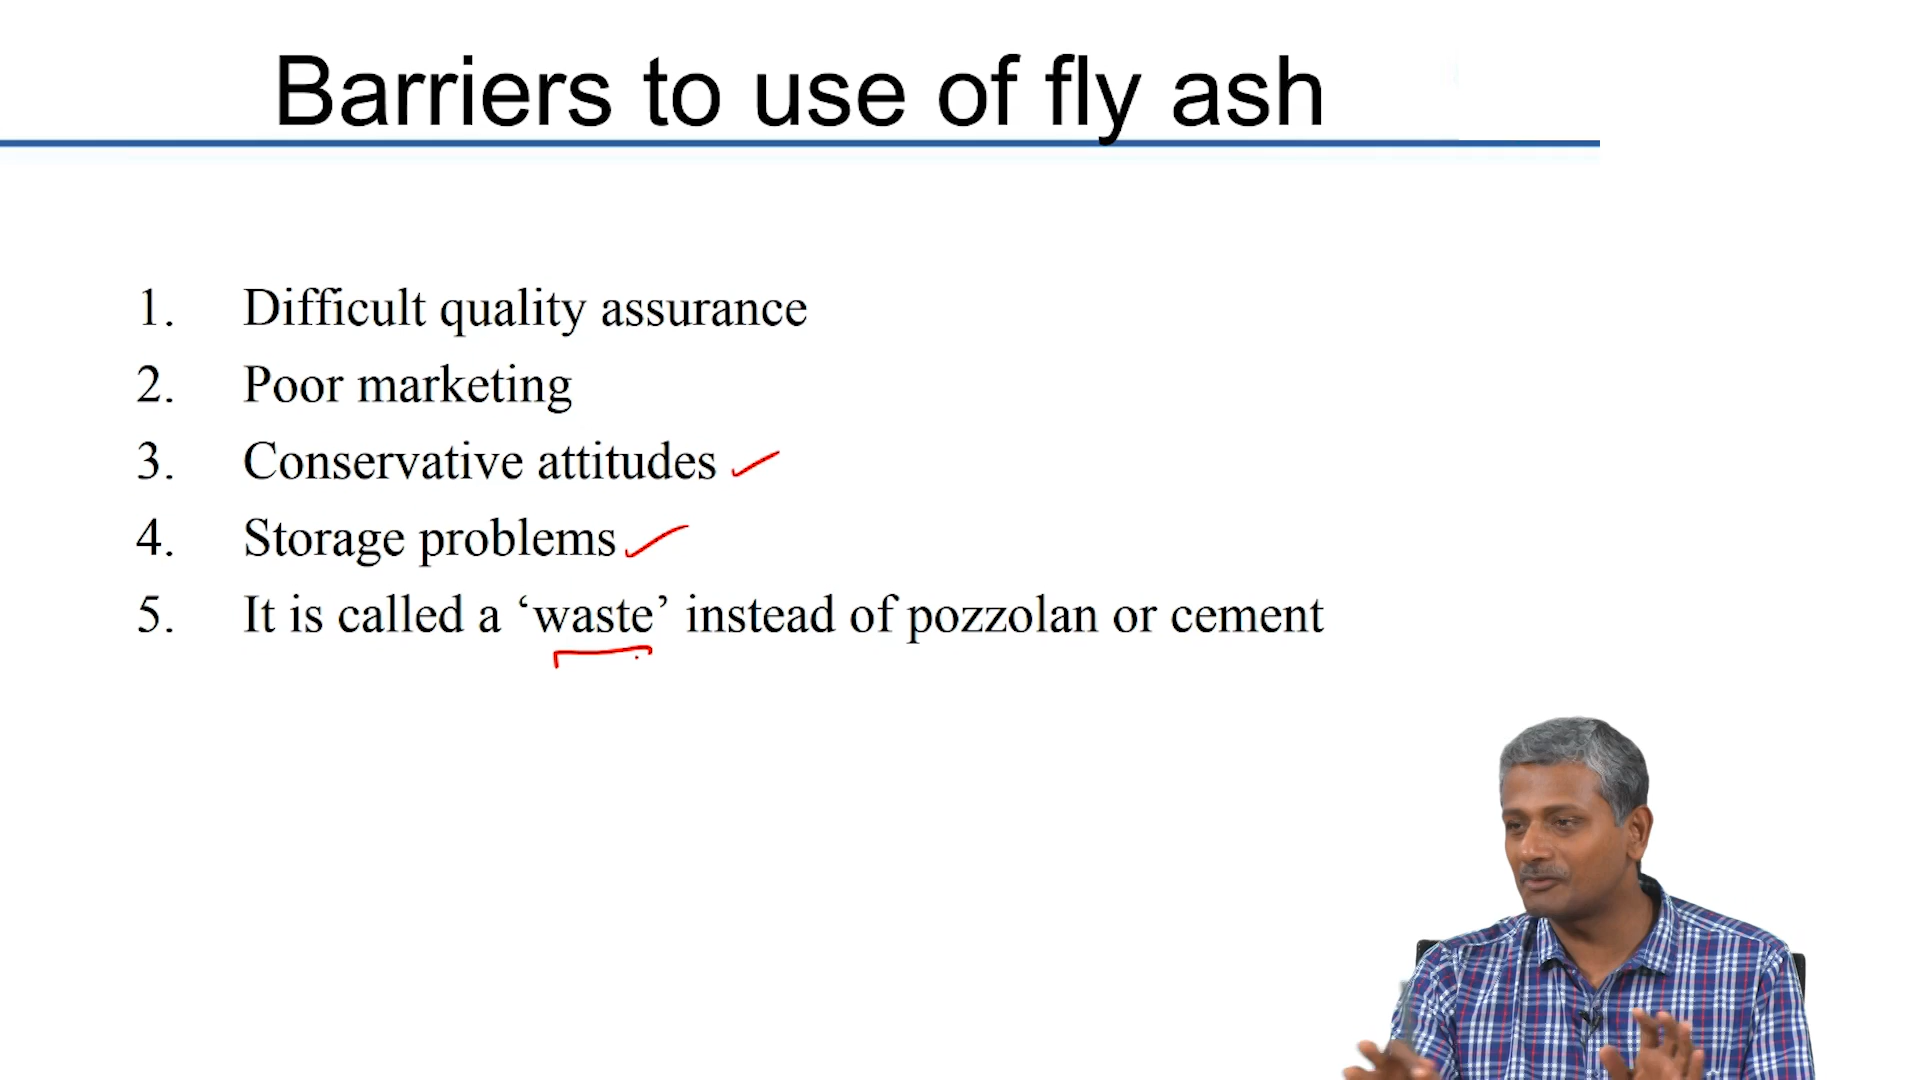 Barriers to use of fly ash
1. Difficult quality assurance
2. Poor marketing
3. Conservative attitudes
4. Storage problems
5. It is called a ‘waste’ instead of pozzolan or cement